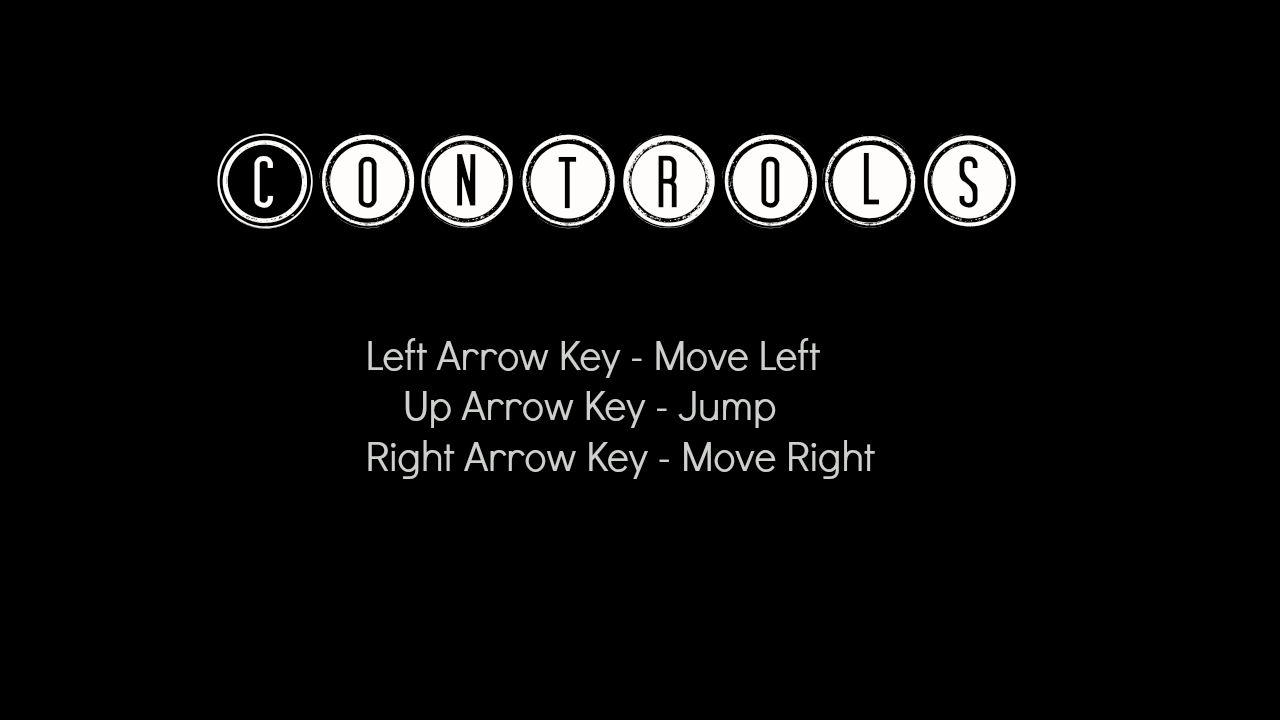 CONTROLS
Left Arrow Key - Move Left
Up Arrow Key - Jump
Right Arrow Key - Move Right